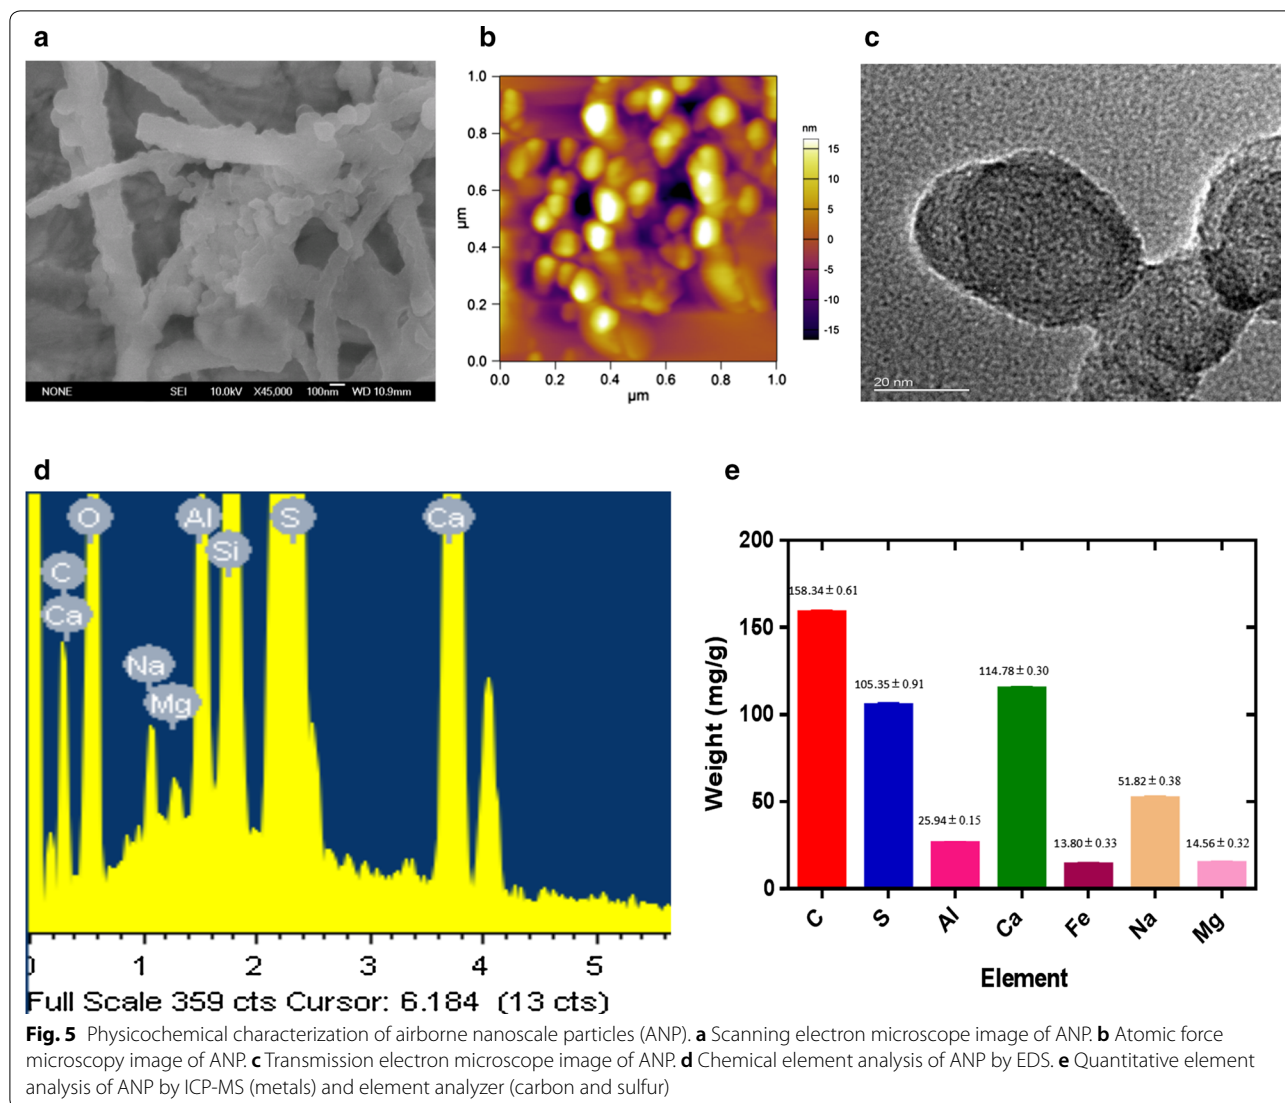 a
b
c
NONE SEI 10.0kV X45,000 100nm WD 10.9mm
1.0
0.8
0.6
0.4
0.2
0.0
µm
0.0 0.2 0.4 0.6 0.8 1.0
µm
nm
15
10
5
0
-5
-10
-15
20 nm
d
O Al S Ca
Si
C
Ca
Na
Mg
1 2 3 4 5
Full Scale 359 cts Cursor: 6.184 (13 cts)
e
200
150
100
50
0
Weight (mg/g)
158.34 ± 0.61
105.35 ± 0.91
25.94 ± 0.15
114.78 ± 0.30
13.80 ± 0.33
51.82 ± 0.38
14.56 ± 0.32
C S Al Ca Fe Na Mg
Element
Fig. 5 Physicochemical characterization of airborne nanoscale particles (ANP). a Scanning electron microscope image of ANP. b Atomic force
microscopy image of ANP. c Transmission electron microscope image of ANP. d Chemical element analysis of ANP by EDS. e Quantitative element
analysis of ANP by ICP-MS (metals) and element analyzer (carbon and sulfur)